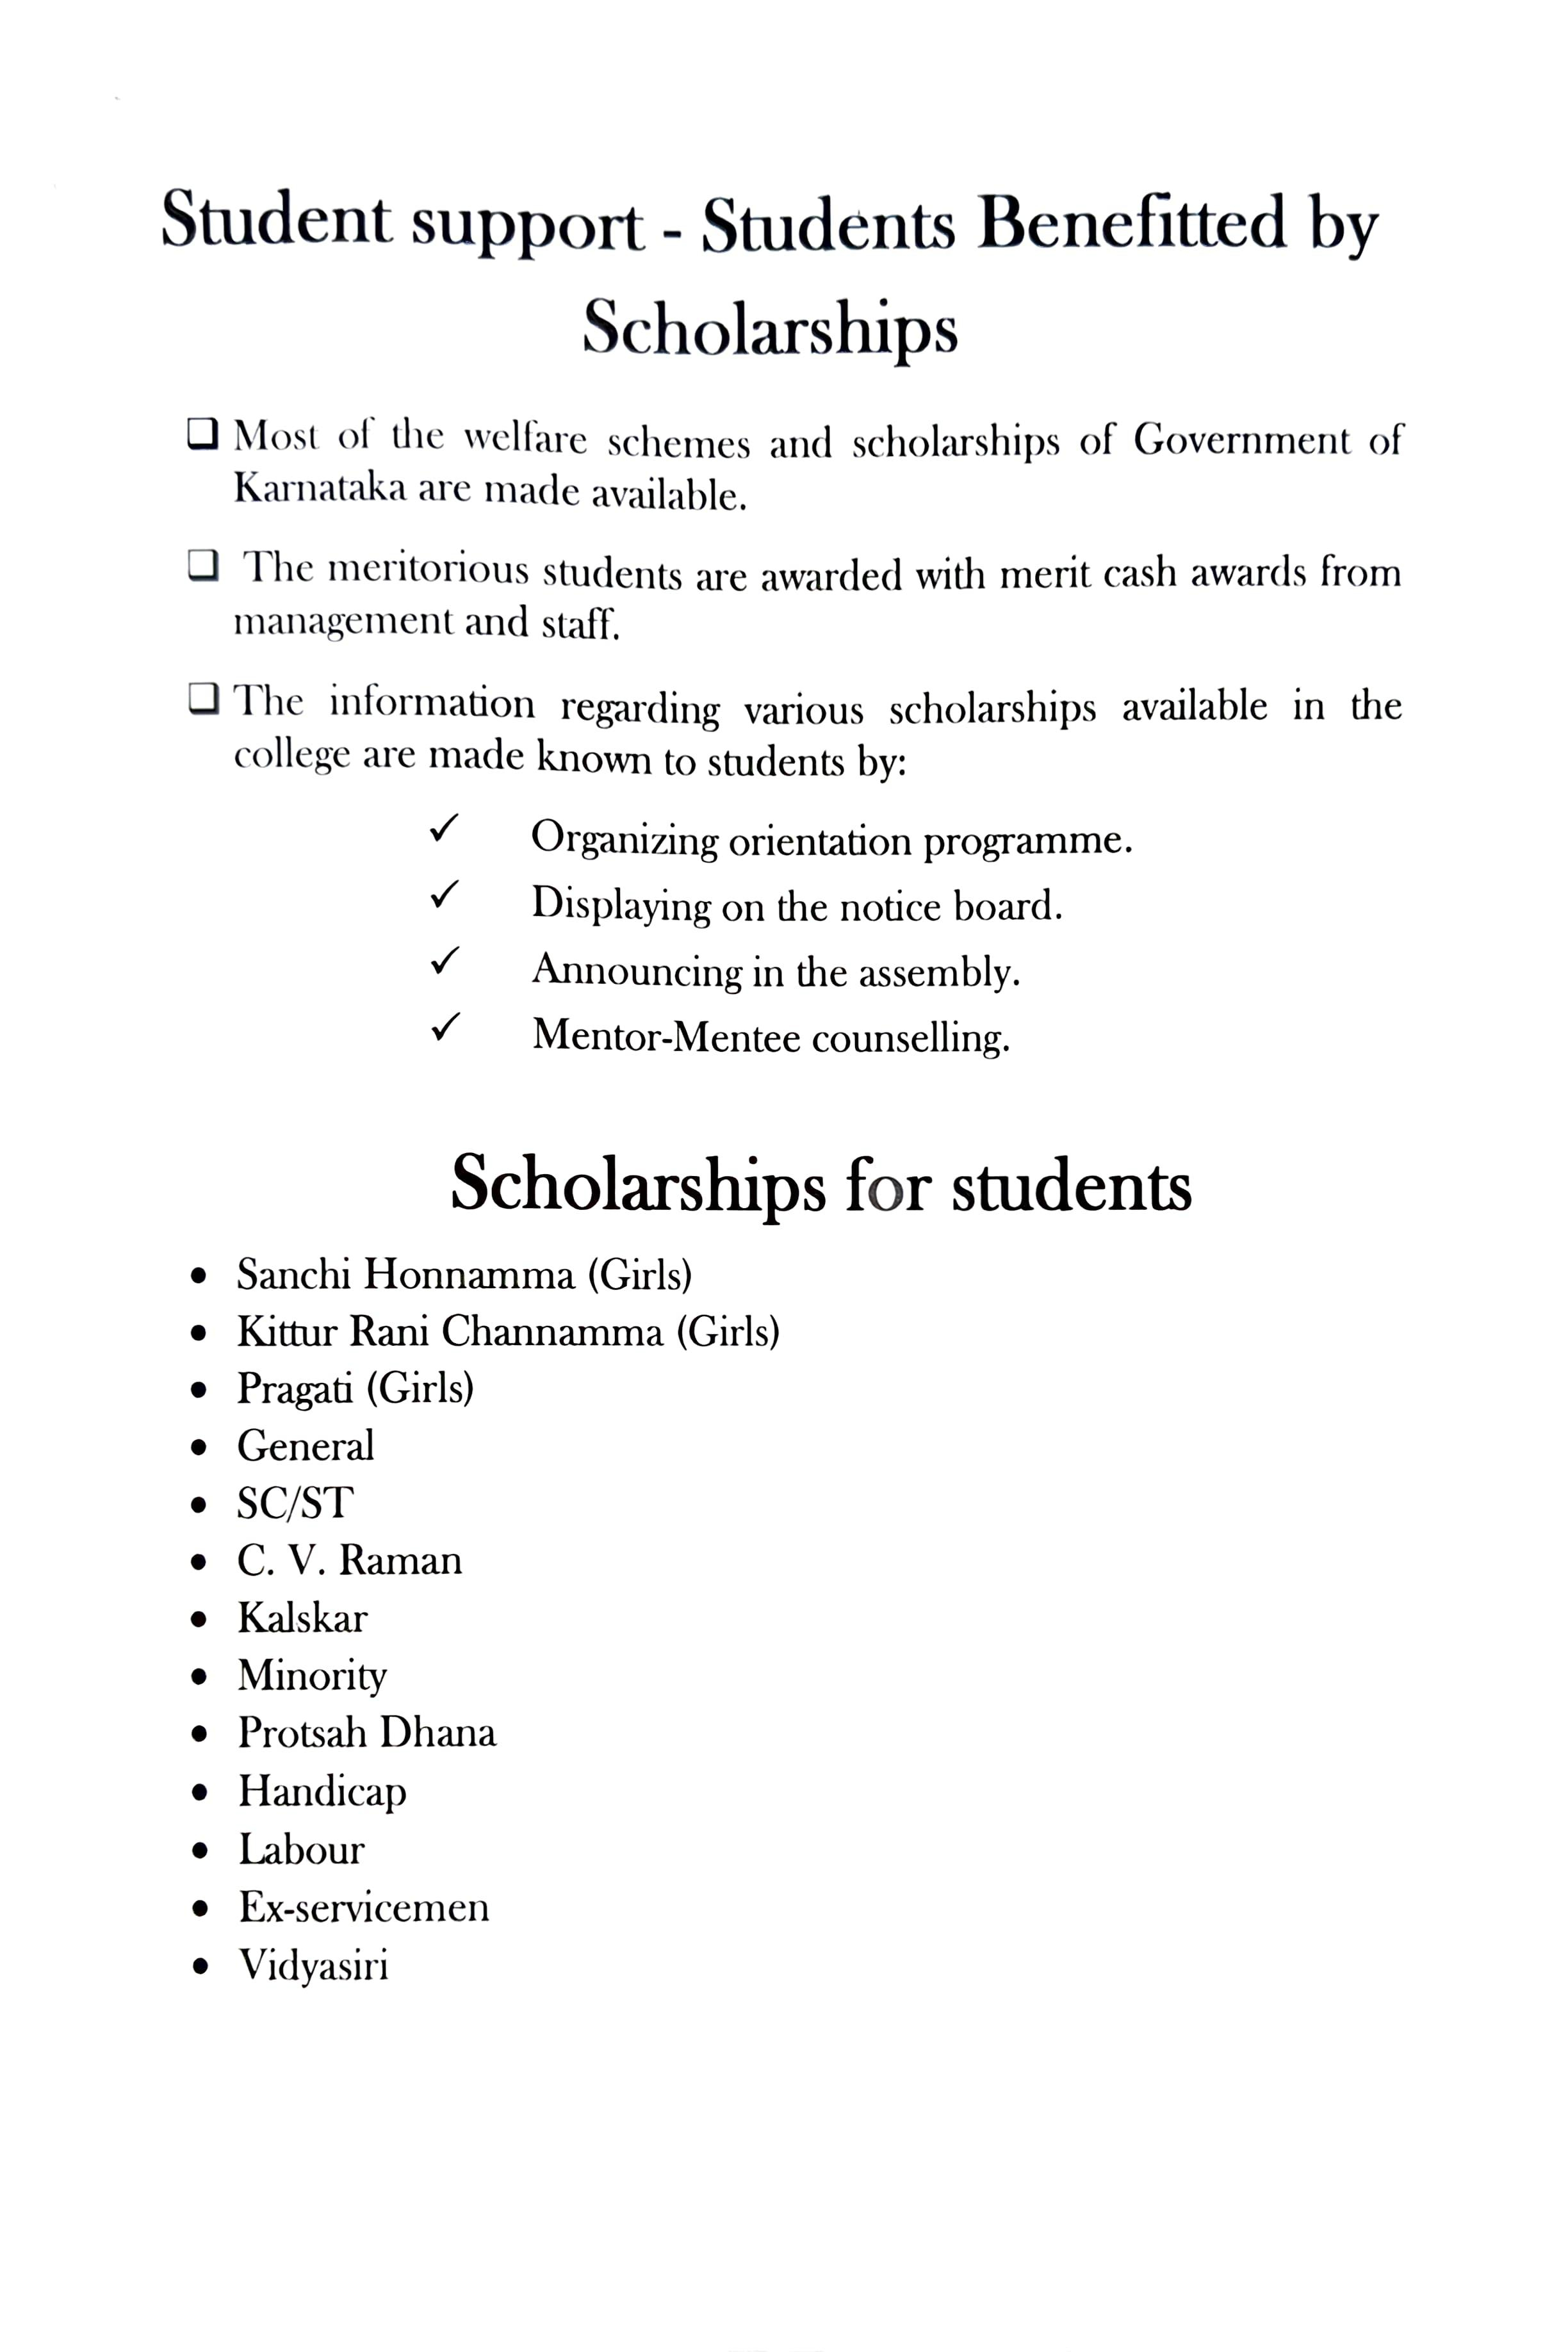 Student support - Students Benefitted by
Scholarships
❑ Most of the welfare schemes and scholarships of Government of
Karnataka are made available.
❑ The meritorious students are awarded with merit cash awards from
management and staff.
❑ The information regarding various scholarships available in the
college are made known to students by:
✓ Organizing orientation programme.
✓ Displaying on the notice board.
✓ Announcing in the assembly.
✓ Mentor-Mentee counselling.
Scholarships for students
• Sanchi Honnamma (Girls)
• Kittur Rani Channamma (Girls)
• Pragati (Girls)
• General
• SC/ST
• C. V. Raman
• Kalskar
• Minority
• Protsah Dhana
• Handicap
• Labour
• Ex-servicemen
• Vidyasiri